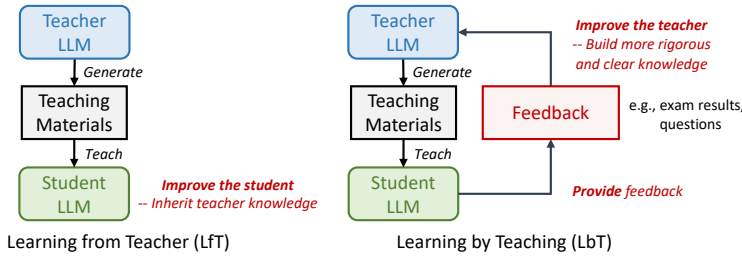 Teacher
LLM
Generate
Teaching
Materials
Teach
Student
LLM
Improve the student
-- Inherit teacher knowledge
Learning from Teacher (LfT)
Teacher
LLM
Generate
Teaching
Materials
Teach
Student
LLM
Improve the teacher
-- Build more rigorous
and clear knowledge
Feedback
e.g., exam results,
questions
Provide feedback
Learning by Teaching (LbT)